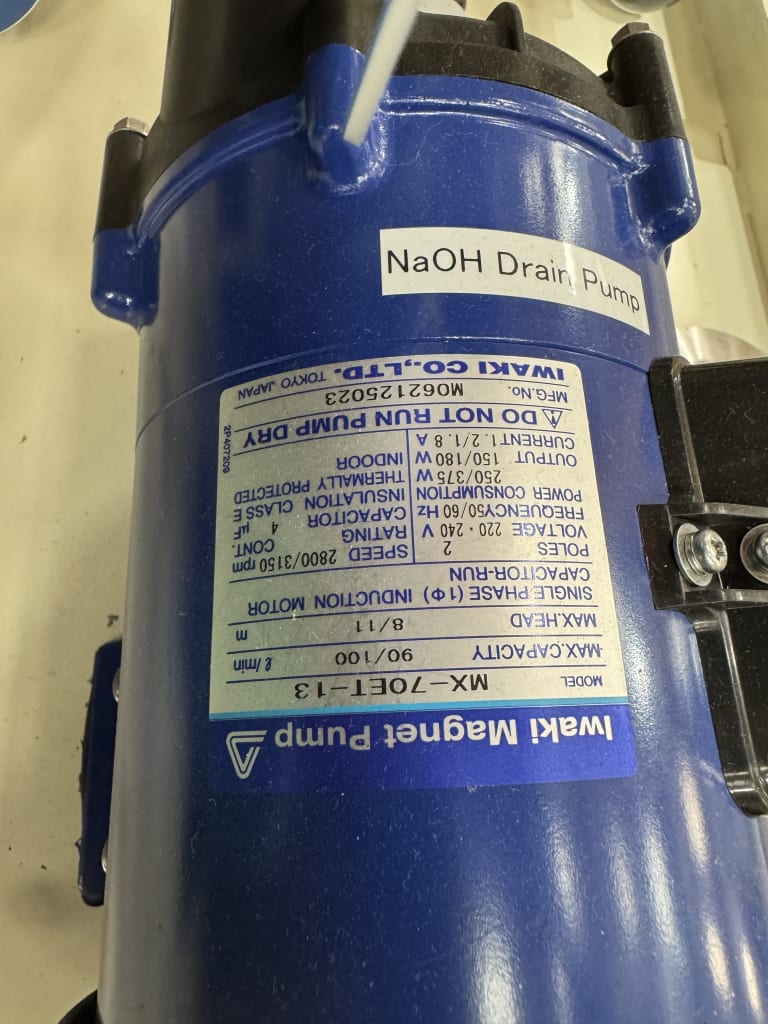 NaOH Drain Pump
Iwaki Magnet Pump
MODEL MX-70ET-13
MAX.CAPACITY 90/100 ℓ/min
MAX.HEAD 8/11 m
SINGLE-PHASE (1Φ) INDUCTION MOTOR
CAPACITOR-RUN
POLES 2 SPEED 2800/3150 rpm
VOLTAGE 220・240 V RATING CONT.
FREQUENCY 50/60 Hz CAPACITOR 4 μF
POWER CONSUMPTION INSULATION CLASS E
250/375 W THERMALLY PROTECTED
OUTPUT 150/180 W INDOOR
CURRENT 1.2/1.8 A
⚠ DO NOT RUN PUMP DRY
MFG.No. M062125023
IWAKI CO.,LTD. TOKYO JAPAN
2P407209